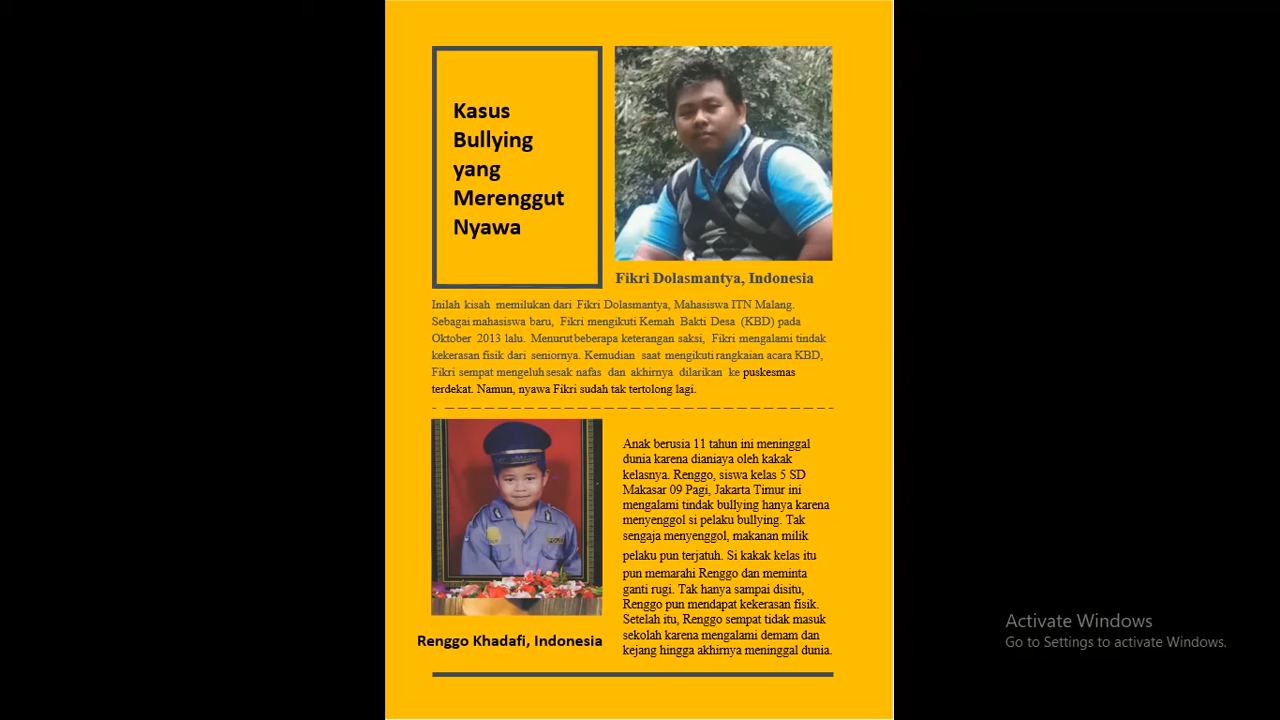 Kasus
Bullying
yang
Merenggut
Nyawa
Fikri Dolasmantya, Indonesia
Inilah kisah memilukan dari Fikri Dolasmantya, Mahasiswa ITN Malang.
Sebagai mahasiswa baru, Fikri mengikuti Kemah Bakti Desa (KBD) pada
Oktober 2013 lalu. Menurut beberapa keterangan saksi, Fikri mengalami tindak
kekerasan fisik dari seniornya. Kemudian saat mengikuti rangkaian acara KBD,
Fikri sempat mengeluh sesak nafas dan akhirnya dilarikan ke puskesmas
terdekat. Namun, nyawa Fikri sudah tak tertolong lagi.
Anak berusia 11 tahun ini meninggal
dunia karena dianiaya oleh kakak
kelasnya. Renggo, siswa kelas 5 SD
Makasar 09 Pagi, Jakarta Timur ini
mengalami tindak bullying hanya karena
menyenggol si pelaku bullying. Tak
sengaja menyenggol, makanan milik
pelaku pun terjatuh. Si kakak kelas itu
pun memarahi Renggo dan meminta
ganti rugi. Tak hanya sampai disitu,
Renggo pun mendapat kekerasan fisik.
Setelah itu, Renggo sempat tidak masuk
sekolah karena mengalami demam dan
kejang hingga akhirnya meninggal dunia.
Renggo Khadafi, Indonesia
Activate Windows
Go to Settings to activate Windows.